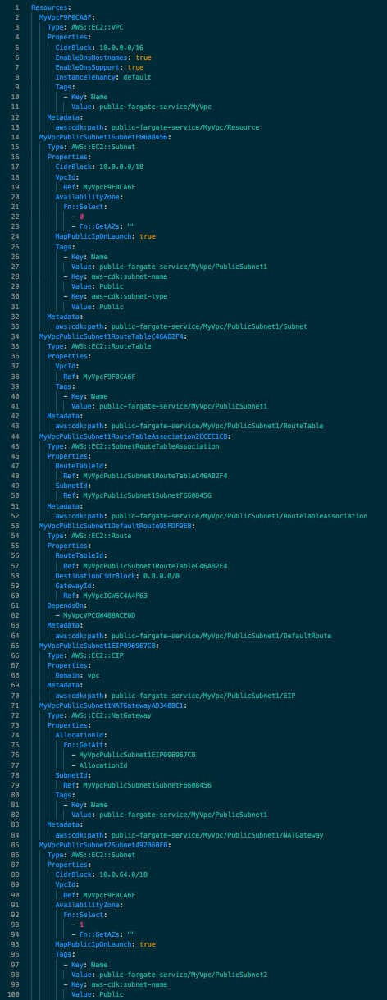 1 Resources:
2 MyVpcF9F0CA6F:
3 Type: AWS::EC2::VPC
4 Properties:
5 CidrBlock: 10.0.0.0/16
6 EnableDnsHostnames: true
7 EnableDnsSupport: true
8 InstanceTenancy: default
9 Tags:
10 - Key: Name
11 Value: public-fargate-service/MyVpc
12 Metadata:
13 aws:cdk:path: public-fargate-service/MyVpc/Resource
14 MyVpcPublicSubnet1SubnetF6608456:
15 Type: AWS::EC2::Subnet
16 Properties:
17 CidrBlock: 10.0.0.0/18
18 VpcId:
19 Ref: MyVpcF9F0CA6F
20 AvailabilityZone:
21 Fn::Select:
22 - 0
23 - Fn::GetAZs: ""
24 MapPublicIpOnLaunch: true
25 Tags:
26 - Key: Name
27 Value: public-fargate-service/MyVpc/PublicSubnet1
28 - Key: aws-cdk:subnet-name
29 Value: Public
30 - Key: aws-cdk:subnet-type
31 Value: Public
32 Metadata:
33 aws:cdk:path: public-fargate-service/MyVpc/PublicSubnet1/Subnet
34 MyVpcPublicSubnet1RouteTableC46AB2F4:
35 Type: AWS::EC2::RouteTable
36 Properties:
37 VpcId:
38 Ref: MyVpcF9F0CA6F
39 Tags:
40 - Key: Name
41 Value: public-fargate-service/MyVpc/PublicSubnet1
42 Metadata:
43 aws:cdk:path: public-fargate-service/MyVpc/PublicSubnet1/RouteTable
44 MyVpcPublicSubnet1RouteTableAssociation2ECEE1CB:
45 Type: AWS::EC2::SubnetRouteTableAssociation
46 Properties:
47 RouteTableId:
48 Ref: MyVpcPublicSubnet1RouteTableC46AB2F4
49 SubnetId:
50 Ref: MyVpcPublicSubnet1SubnetF6608456
51 Metadata:
52 aws:cdk:path: public-fargate-service/MyVpc/PublicSubnet1/RouteTableAssociation
53 MyVpcPublicSubnet1DefaultRoute95FDF9EB:
54 Type: AWS::EC2::Route
55 Properties:
56 RouteTableId:
57 Ref: MyVpcPublicSubnet1RouteTableC46AB2F4
58 DestinationCidrBlock: 0.0.0.0/0
59 GatewayId:
60 Ref: MyVpcIGW5C4A4F63
61 DependsOn:
62 - MyVpcVPCGW488ACE0D
63 Metadata:
64 aws:cdk:path: public-fargate-service/MyVpc/PublicSubnet1/DefaultRoute
65 MyVpcPublicSubnet1EIP096967CB:
66 Type: AWS::EC2::EIP
67 Properties:
68 Domain: vpc
69 Metadata:
70 aws:cdk:path: public-fargate-service/MyVpc/PublicSubnet1/EIP
71 MyVpcPublicSubnet1NATGatewayAD3400C1:
72 Type: AWS::EC2::NatGateway
73 Properties:
74 AllocationId:
75 Fn::GetAtt:
76 - MyVpcPublicSubnet1EIP096967CB
77 - AllocationId
78 SubnetId:
79 Ref: MyVpcPublicSubnet1SubnetF6608456
80 Tags:
81 - Key: Name
82 Value: public-fargate-service/MyVpc/PublicSubnet1
83 Metadata:
84 aws:cdk:path: public-fargate-service/MyVpc/PublicSubnet1/NATGateway
85 MyVpcPublicSubnet2Subnet492B6BFB:
86 Type: AWS::EC2::Subnet
87 Properties:
88 CidrBlock: 10.0.64.0/18
89 VpcId:
90 Ref: MyVpcF9F0CA6F
91 AvailabilityZone:
92 Fn::Select:
93 - 1
94 - Fn::GetAZs: ""
95 MapPublicIpOnLaunch: true
96 Tags:
97 - Key: Name
98 Value: public-fargate-service/MyVpc/PublicSubnet2
99 - Key: aws-cdk:subnet-name
100 Value: Public